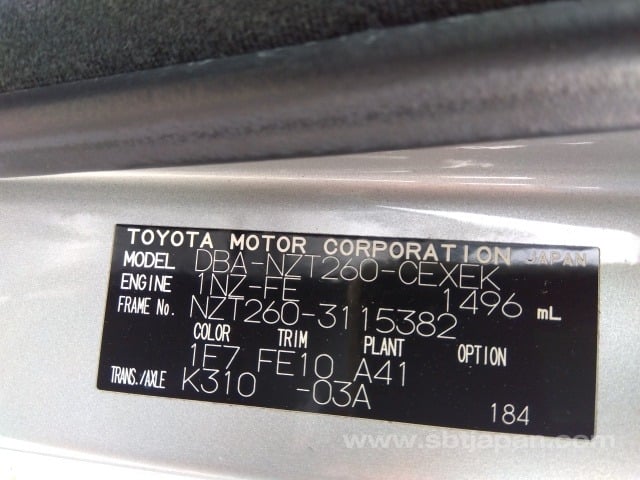 TOYOTA MOTOR CORPORATION JAPAN
MODEL DBA-NZT260-CEXEK
ENGINE 1NZ-FE 1496 mL
FRAME No. NZT260-3115382
COLOR TRIM PLANT OPTION
1E7 FE10 A41
TRANS./AXLE K310 -03A
184
www.sbtjapan.com